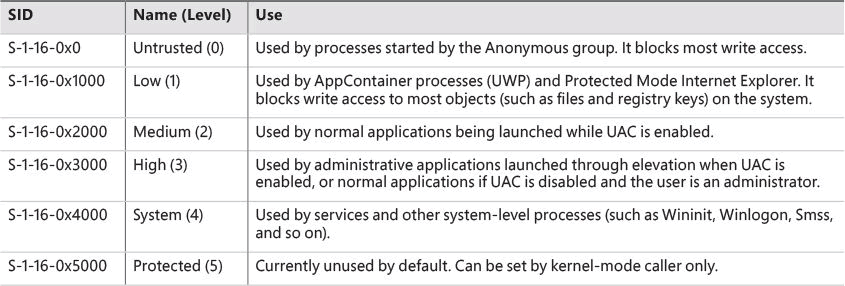 SID Name (Level) Use
S-1-16-0x0 Untrusted (0) Used by processes started by the Anonymous group. It blocks most write access.
S-1-16-0x1000 Low (1) Used by AppContainer processes (UWP) and Protected Mode Internet Explorer. It
blocks write access to most objects (such as files and registry keys) on the system.
S-1-16-0x2000 Medium (2) Used by normal applications being launched while UAC is enabled.
S-1-16-0x3000 High (3) Used by administrative applications launched through elevation when UAC is
enabled, or normal applications if UAC is disabled and the user is an administrator.
S-1-16-0x4000 System (4) Used by services and other system-level processes (such as Wininit, Winlogon, Smss,
and so on).
S-1-16-0x5000 Protected (5) Currently unused by default. Can be set by kernel-mode caller only.